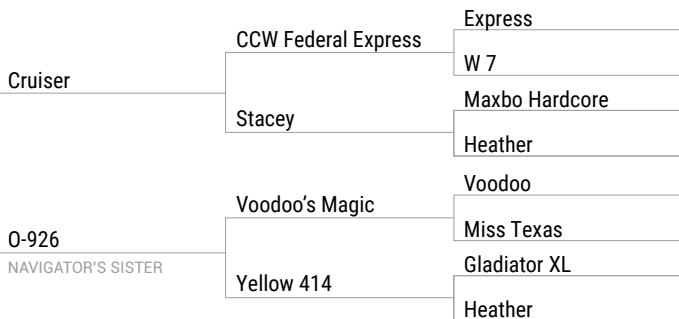 Express
CCW Federal Express
W 7
Cruiser
Maxbo Hardcore
Stacey
Heather
Voodoo
Voodoo's Magic
Miss Texas
O-926
NAVIGATOR'S SISTER
Gladiator XL
Yellow 414
Heather